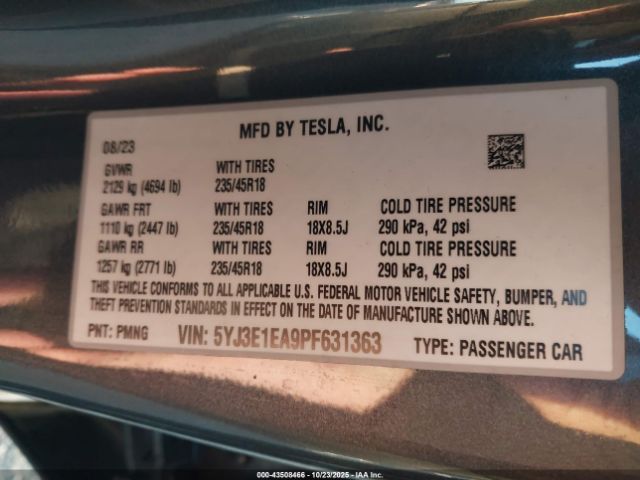 MFD BY TESLA, INC.
08/23
GVWR WITH TIRES
2129 kg (4694 lb) 235/45R18
GAWR FRT WITH TIRES RIM COLD TIRE PRESSURE
1110 kg (2447 lb) 235/45R18 18X8.5J 290 kPa, 42 psi
GAWR RR WITH TIRES RIM COLD TIRE PRESSURE
1257 kg (2771 lb) 235/45R18 18X8.5J 290 kPa, 42 psi
THIS VEHICLE CONFORMS TO ALL APPLICABLE U.S. FEDERAL MOTOR VEHICLE SAFETY, BUMPER, AND
THEFT PREVENTION STANDARDS IN EFFECT ON THE DATE OF MANUFACTURE SHOWN ABOVE.
PNT: PMNG VIN: 5YJ3E1EA9PF631363 TYPE: PASSENGER CAR
000-43508466 - 10/23/2025 - IAA Inc.